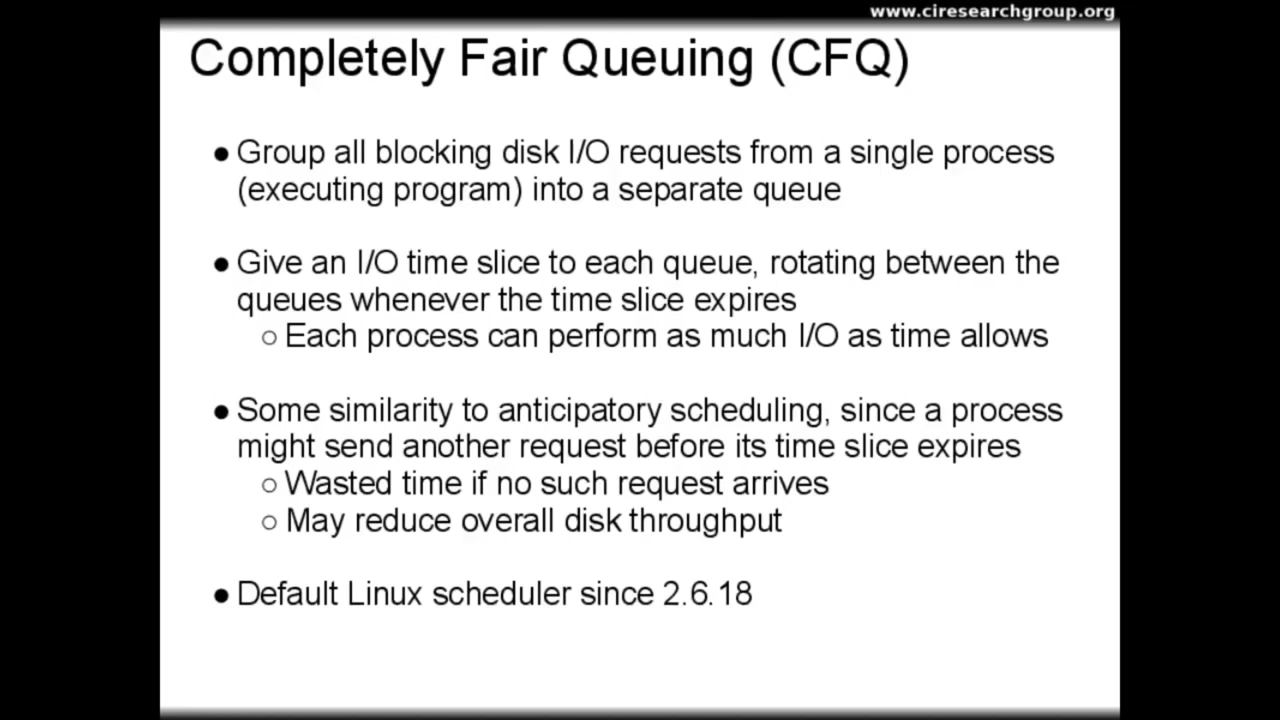 www.ciresearchgroup.org
Completely Fair Queuing (CFQ)
● Group all blocking disk I/O requests from a single process
(executing program) into a separate queue
● Give an I/O time slice to each queue, rotating between the
queues whenever the time slice expires
○ Each process can perform as much I/O as time allows
● Some similarity to anticipatory scheduling, since a process
might send another request before its time slice expires
○ Wasted time if no such request arrives
○ May reduce overall disk throughput
● Default Linux scheduler since 2.6.18